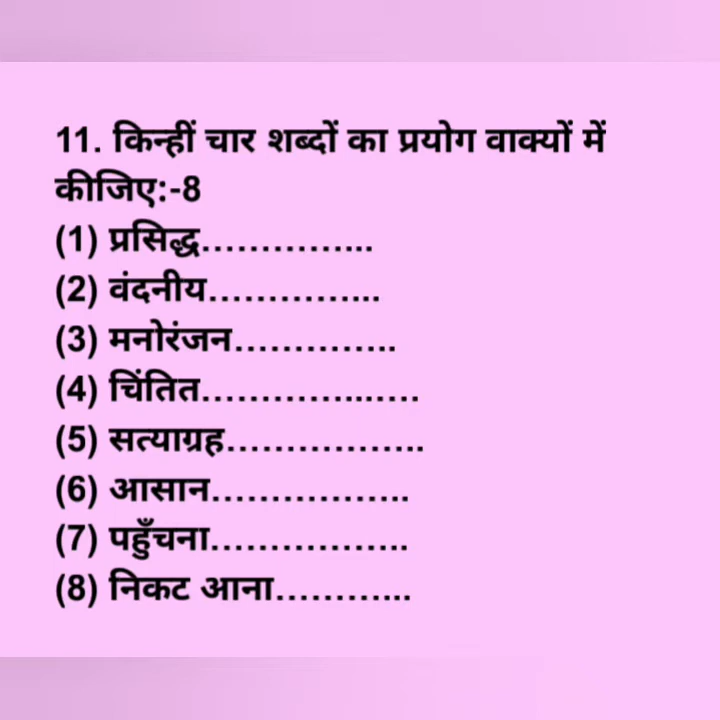 11. किन्हीं चार शब्दों का प्रयोग वाक्यों में
कीजिए:-8
(1) प्रसिद्ध……………...
(2) वंदनीय……………...
(3) मनोरंजन…………..
(4) चिंतित…………...….
(5) सत्याग्रह……………..
(6) आसान……………..
(7) पहुँचना……………..
(8) निकट आना………...